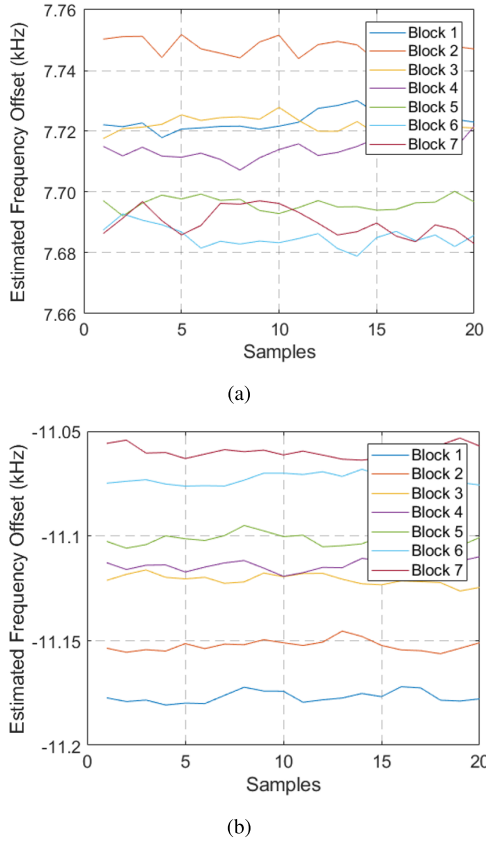 7.76
7.74
7.72
7.70
7.68
7.66
Estimated Frequency Offset (kHz)
Block 1
Block 2
Block 3
Block 4
Block 5
Block 6
Block 7
0 5 10 15 20
Samples
(a)
-11.05
-11.1
-11.15
-11.2
Estimated Frequency Offset (kHz)
Block 1
Block 2
Block 3
Block 4
Block 5
Block 6
Block 7
0 5 10 15 20
Samples
(b)